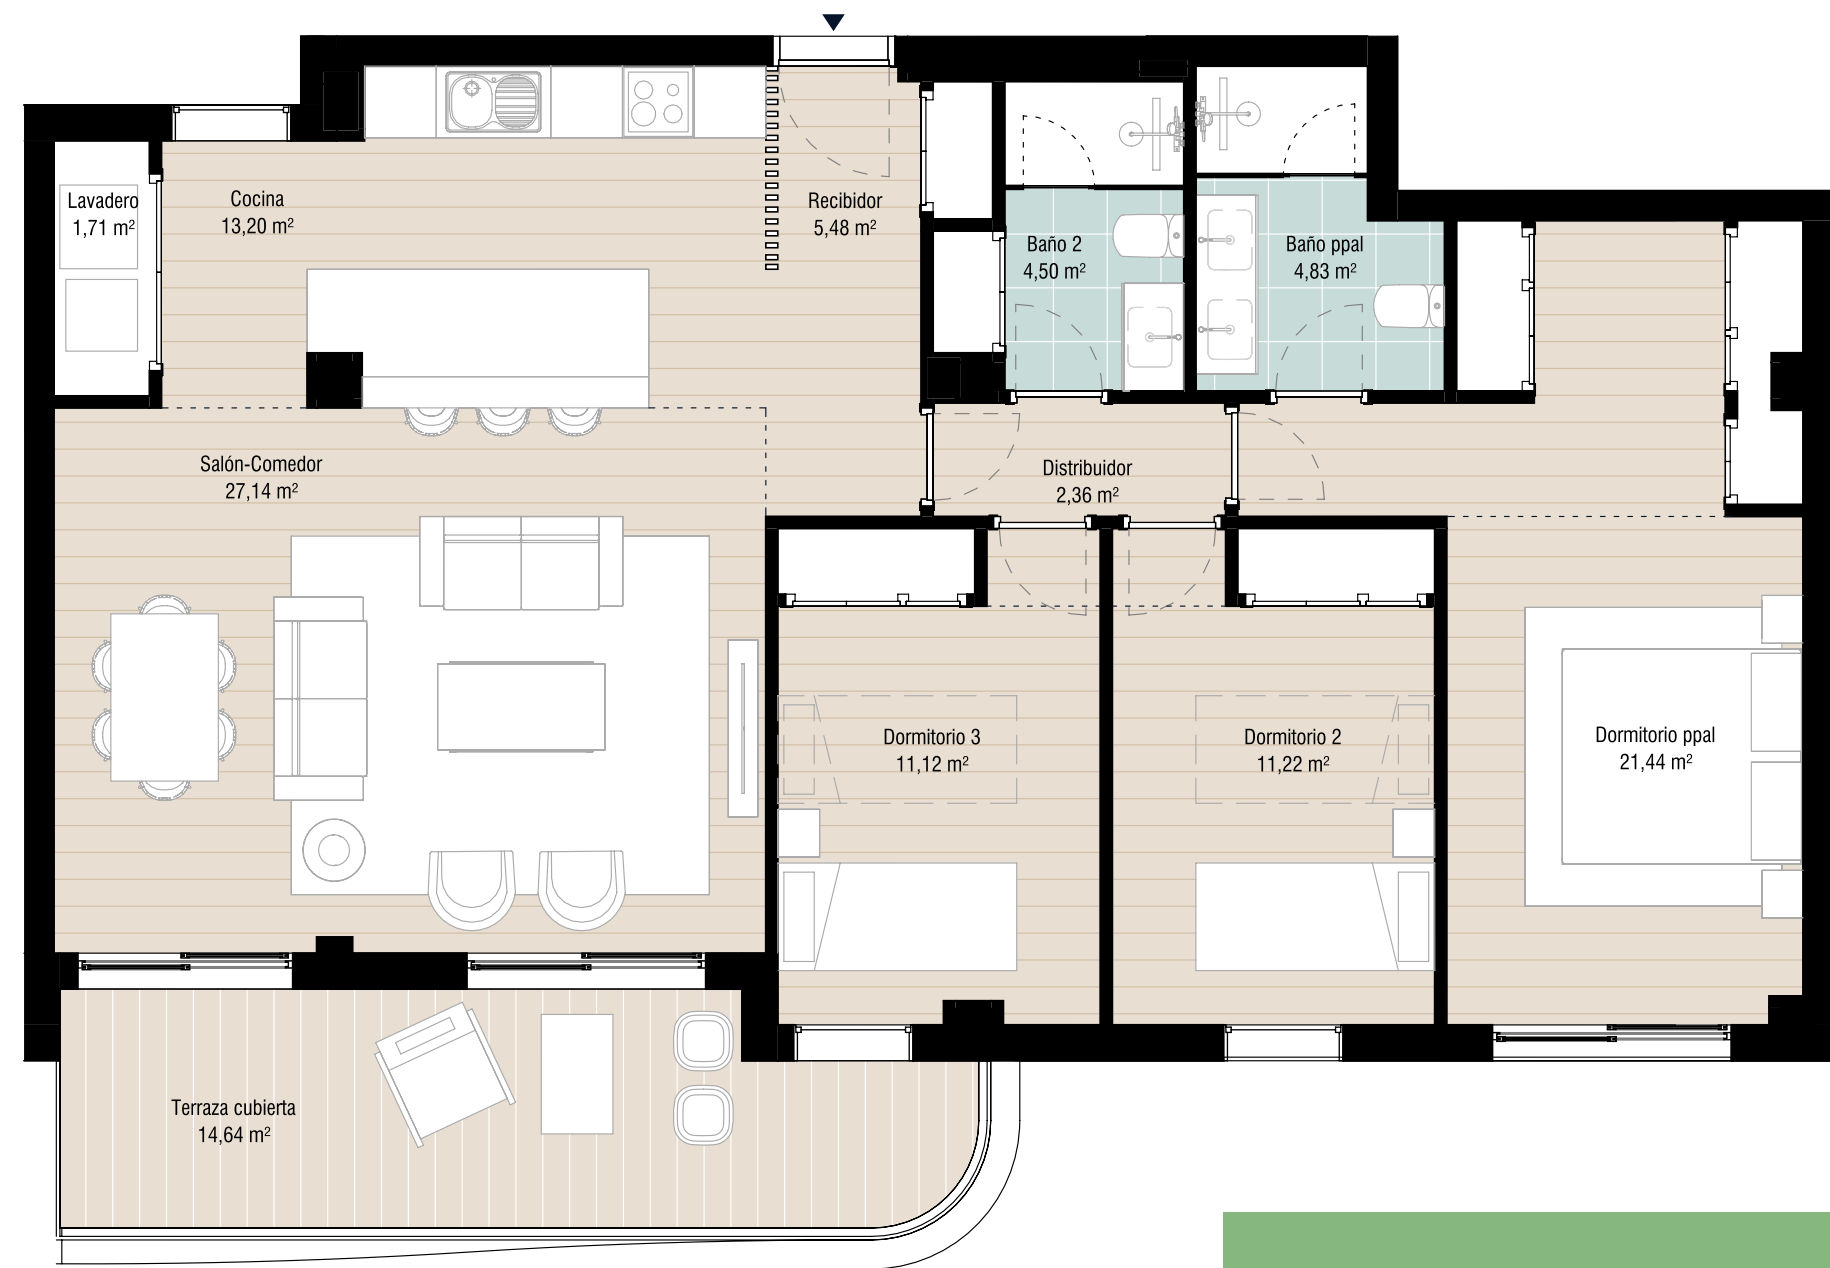 Lavadero
1,71 m²
Cocina
13,20 m²
Recibidor
5,48 m²
Baño 2
4,50 m²
Baño ppal
4,83 m²
Salón-Comedor
27,14 m²
Distribuidor
2,36 m²
Dormitorio 3
11,12 m²
Dormitorio 2
11,22 m²
Dormitorio ppal
21,44 m²
Terraza cubierta
14,64 m²